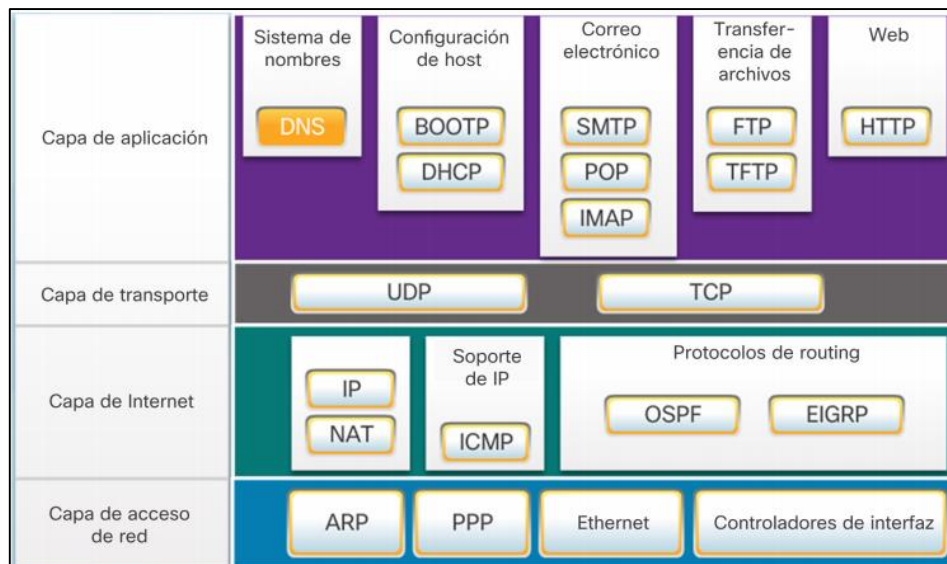 Capa de aplicación
Sistema de
nombres
DNS
Configuración
de host
BOOTP
DHCP
Correo
electrónico
SMTP
POP
IMAP
Transfer-
encia de
archivos
FTP
TFTP
Web
HTTP
Capa de transporte
UDP
TCP
Capa de Internet
IP
NAT
Soporte
de IP
ICMP
Protocolos de routing
OSPF
EIGRP
Capa de acceso
de red
ARP
PPP
Ethernet
Controladores de interfaz